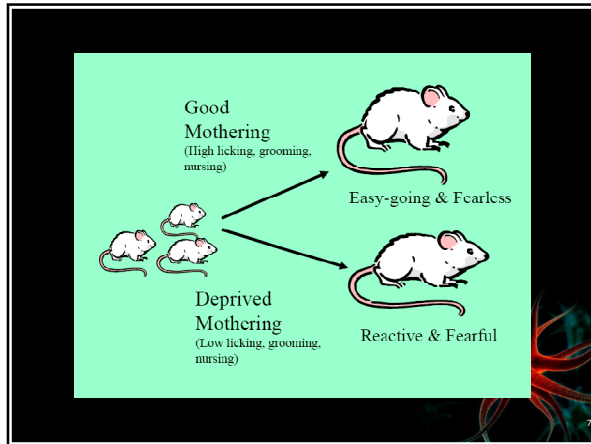 Good
Mothering
(High licking, grooming,
nursing)
Easy-going & Fearless
Deprived
Mothering
(Low licking, grooming,
nursing)
Reactive & Fearful
7